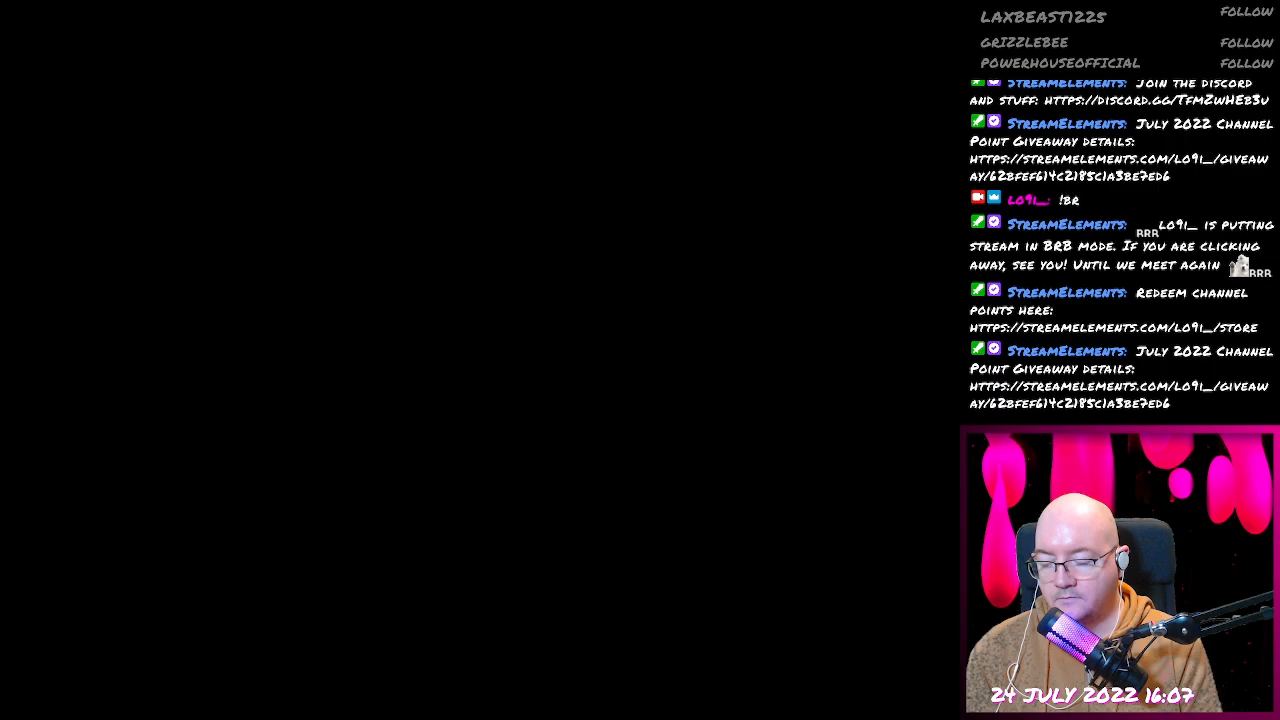 LAXBEAST1225 FOLLOW
GRIZZLEBEE FOLLOW
POWERHOUSEOFFICIAL FOLLOW
StreamElements: Join the discord
and stuff: https://discord.gg/TfmZwHEb3u
StreamElements: July 2022 Channel
Point Giveaway details:
https://streamelements.com/lo9i_/giveaw
ay/62bfef614c2185c1a3be7ed6
lo9i_: !br
StreamElements: BRB Lo9i_ is putting
stream in BRB mode. If you are clicking
away, see you! Until we meet again BRB
StreamElements: Redeem channel
points here:
https://streamelements.com/lo9i_/store
StreamElements: July 2022 Channel
Point Giveaway details:
https://streamelements.com/lo9i_/giveaw
ay/62bfef614c2185c1a3be7ed6
24 JULY 2022 16:07